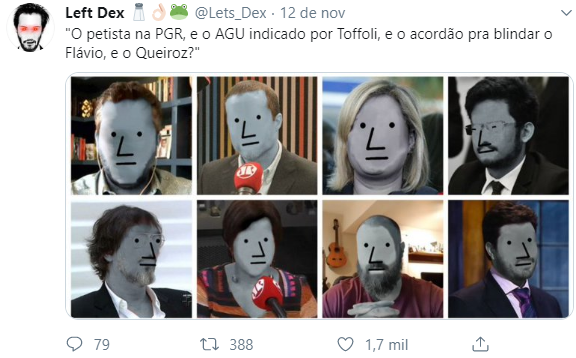 Left Dex 🧂👌🏻🐸 @Lets_Dex · 12 de nov
"O petista na PGR, e o AGU indicado por Toffoli, e o acordão pra blindar o
Flávio, e o Queiroz?"
79 388 1,7 mil